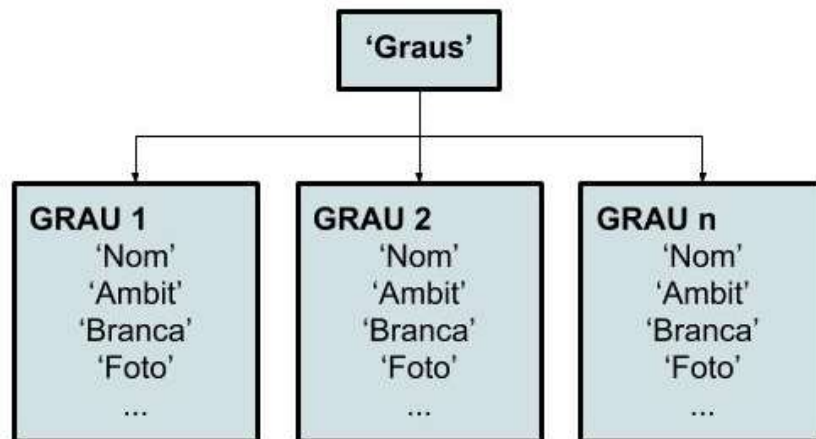 ‘Graus’
GRAU 1
‘Nom’
‘Ambit’
‘Branca’
‘Foto’
...
GRAU 2
‘Nom’
‘Ambit’
‘Branca’
‘Foto’
...
GRAU n
‘Nom’
‘Ambit’
‘Branca’
‘Foto’
...